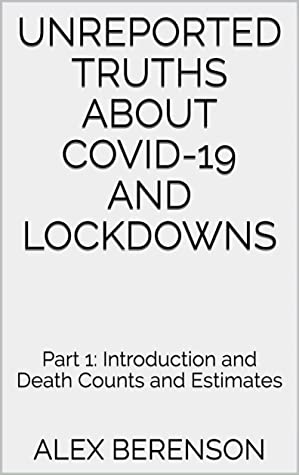 UNREPORTED
TRUTHS
ABOUT
COVID-19
AND
LOCKDOWNS
Part 1: Introduction and
Death Counts and Estimates
ALEX BERENSON